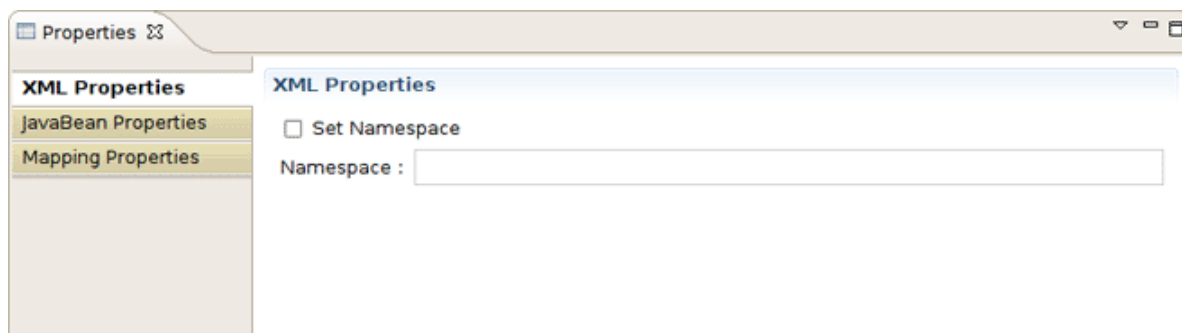 Properties
XML Properties
JavaBean Properties
Mapping Properties
XML Properties
Set Namespace
Namespace :